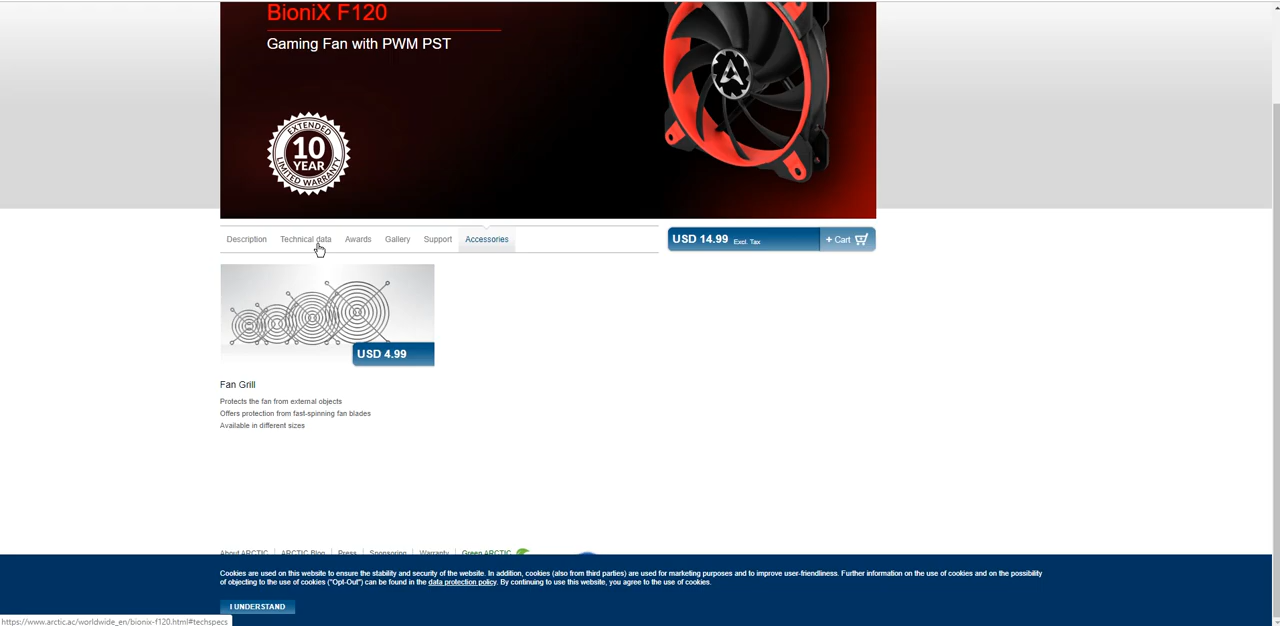 BioniX F120
Gaming Fan with PWM PST
EXTENDED
10
YEAR
LIMITED WARRANTY
Description Technical data Awards Gallery Support Accessories
USD 14.99 Excl. Tax + Cart
USD 4.99
Fan Grill
Protects the fan from external objects
Offers protection from fast-spinning fan blades
Available in different sizes
About ARCTIC ARCTIC Blog Press Sponsoring Warranty Green ARCTIC
Cookies are used on this website to ensure the stability and security of the website. In addition, cookies (also from third parties) are used for marketing purposes and to improve user-friendliness. Further information on the use of cookies and on the possibility
of objecting to the use of cookies ("Opt-Out") can be found in the data protection policy. By continuing to use this website, you agree to the use of cookies.
I UNDERSTAND
https://www.arctic.ac/worldwide_en/bionix-f120.html#techspecs